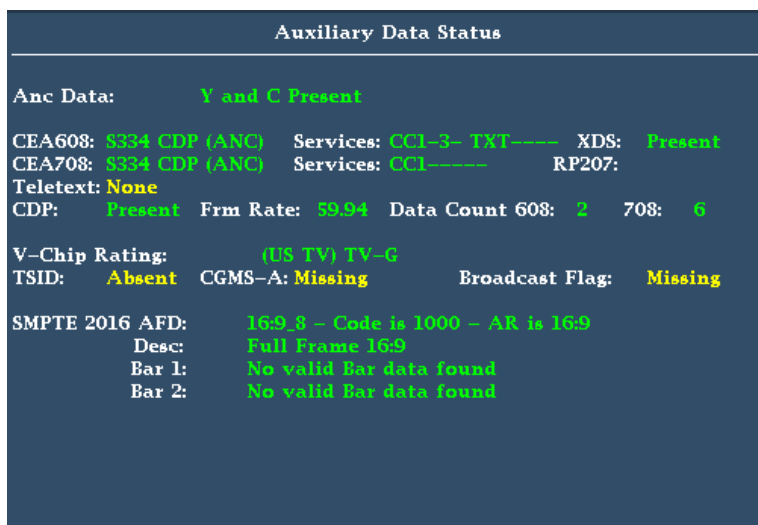 Auxiliary Data Status
Anc Data: Y and C Present
CEA608: S334 CDP (ANC) Services: CC1-3- TXT---- XDS: Present
CEA708: S334 CDP (ANC) Services: CC1----- RP207:
Teletext: None
CDP: Present Frm Rate: 59.94 Data Count 608: 2 708: 6
V-Chip Rating: (US TV) TV-G
TSID: Absent CGMS-A: Missing Broadcast Flag: Missing
SMPTE 2016 AFD: 16:9_8 - Code is 1000 - AR is 16:9
Desc: Full Frame 16:9
Bar 1: No valid Bar data found
Bar 2: No valid Bar data found